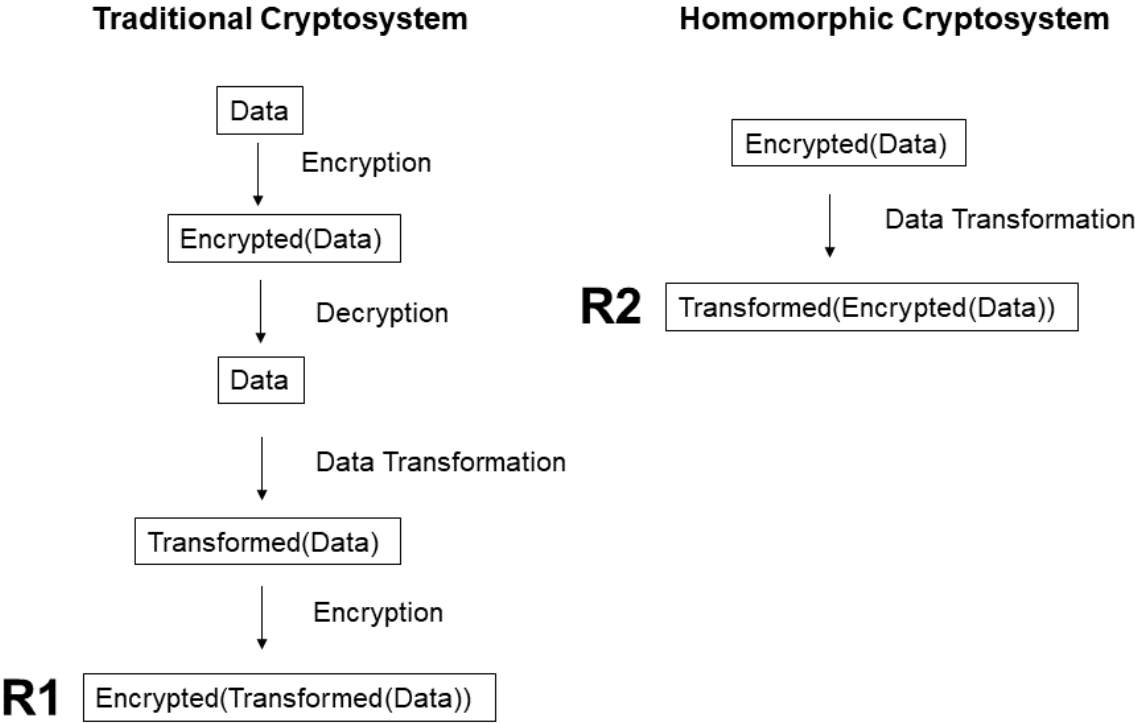 Traditional Cryptosystem
Data
Encryption
Encrypted(Data)
Decryption
Data
Data Transformation
Transformed(Data)
Encryption
R1 Encrypted(Transformed(Data))
Homomorphic Cryptosystem
Encrypted(Data)
Data Transformation
R2 Transformed(Encrypted(Data))